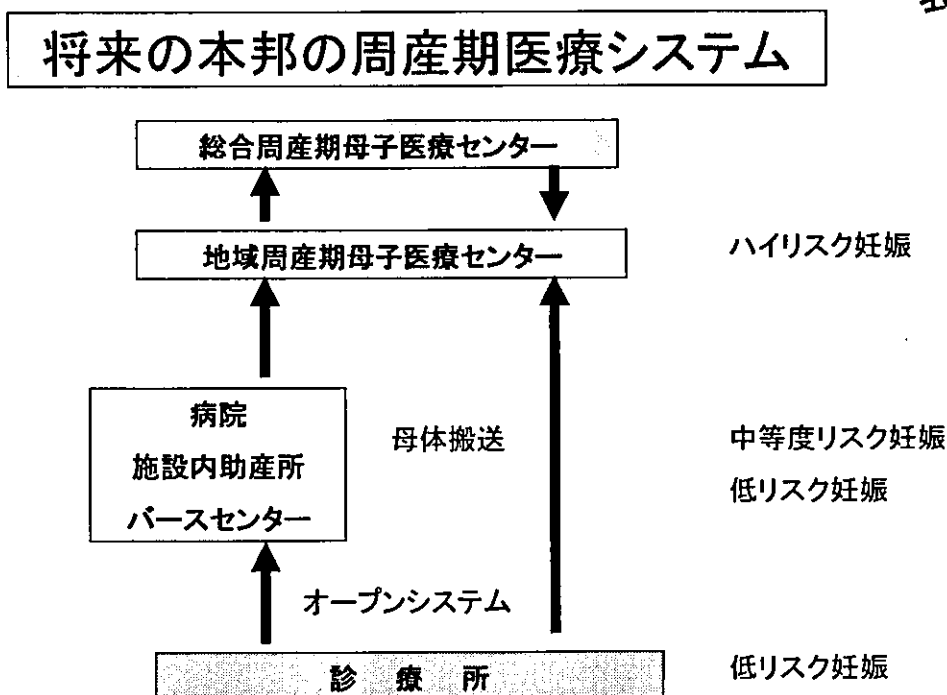 将来の本邦の周産期医療システム
総合周産期母子医療センター
地域周産期母子医療センター
ハイリスク妊娠
病院
施設内助産所
バースセンター
母体搬送
中等度リスク妊娠
低リスク妊娠
オープンシステム
診療所
低リスク妊娠